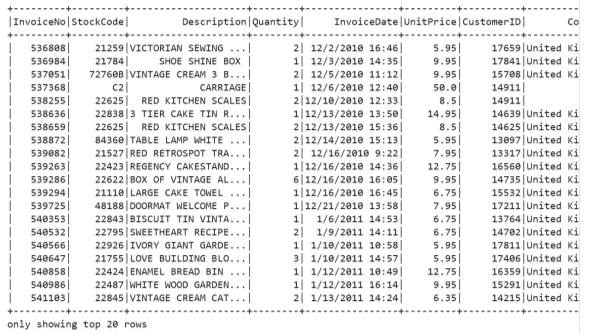 +---------+---------+--------------------+--------+----------------+---------+----------+---------
|InvoiceNo|StockCode|         Description|Quantity|     InvoiceDate|UnitPrice|CustomerID|       Co
+---------+---------+--------------------+--------+----------------+---------+----------+---------
|   536808|    21259|VICTORIAN SEWING ...|       2| 12/2/2010 16:46|     5.95|     17659|United Ki
|   536984|    21784|     SHOE SHINE BOX |       1| 12/3/2010 14:35|     9.95|     17841|United Ki
|   537051|   72760B|VINTAGE CREAM 3 B...|       2| 12/5/2010 11:12|     9.95|     15708|United Ki
|   537368|       C2|            CARRIAGE|       1| 12/6/2010 12:40|     50.0|     14911|
|   538255|    22625|  RED KITCHEN SCALES|       2|12/10/2010 12:33|      8.5|     14911|
|   538636|    22838|3 TIER CAKE TIN R...|       1|12/13/2010 13:50|    14.95|     14639|United Ki
|   538659|    22625|  RED KITCHEN SCALES|       2|12/13/2010 15:36|      8.5|     14625|United Ki
|   538872|    84360|TABLE LAMP WHITE ...|       2|12/14/2010 15:13|     5.95|     13097|United Ki
|   539082|    21527|RED RETROSPOT TRA...|       2| 12/16/2010 9:22|     7.95|     13317|United Ki
|   539263|    22423|REGENCY CAKESTAND...|       1|12/16/2010 14:36|    12.75|     16560|United Ki
|   539286|    22622|BOX OF VINTAGE AL...|       6|12/16/2010 16:05|     9.95|     14735|United Ki
|   539294|    21110|LARGE CAKE TOWEL ...|       1|12/16/2010 16:45|     6.75|     15532|United Ki
|   539725|    48188|DOORMAT WELCOME P...|       1|12/21/2010 13:58|     7.95|     17211|United Ki
|   540353|    22843|BISCUIT TIN VINTA...|       1|  1/6/2011 14:53|     6.75|     13764|United Ki
|   540532|    22795|SWEETHEART RECIPE...|       2|  1/9/2011 14:11|     6.75|     14702|United Ki
|   540566|    22926|IVORY GIANT GARDE...|       1| 1/10/2011 10:58|     5.95|     17811|United Ki
|   540647|    21755|LOVE BUILDING BLO...|       3| 1/10/2011 14:57|     5.95|     17406|United Ki
|   540858|    22424|ENAMEL BREAD BIN ...|       1| 1/12/2011 10:49|    12.75|     16359|United Ki
|   540986|    22487|WHITE WOOD GARDEN...|       1| 1/12/2011 16:14|     9.95|     15291|United Ki
|   541103|    22845|VINTAGE CREAM CAT...|       2| 1/13/2011 14:24|     6.35|     14215|United Ki
+---------+---------+--------------------+--------+----------------+---------+----------+---------
only showing top 20 rows